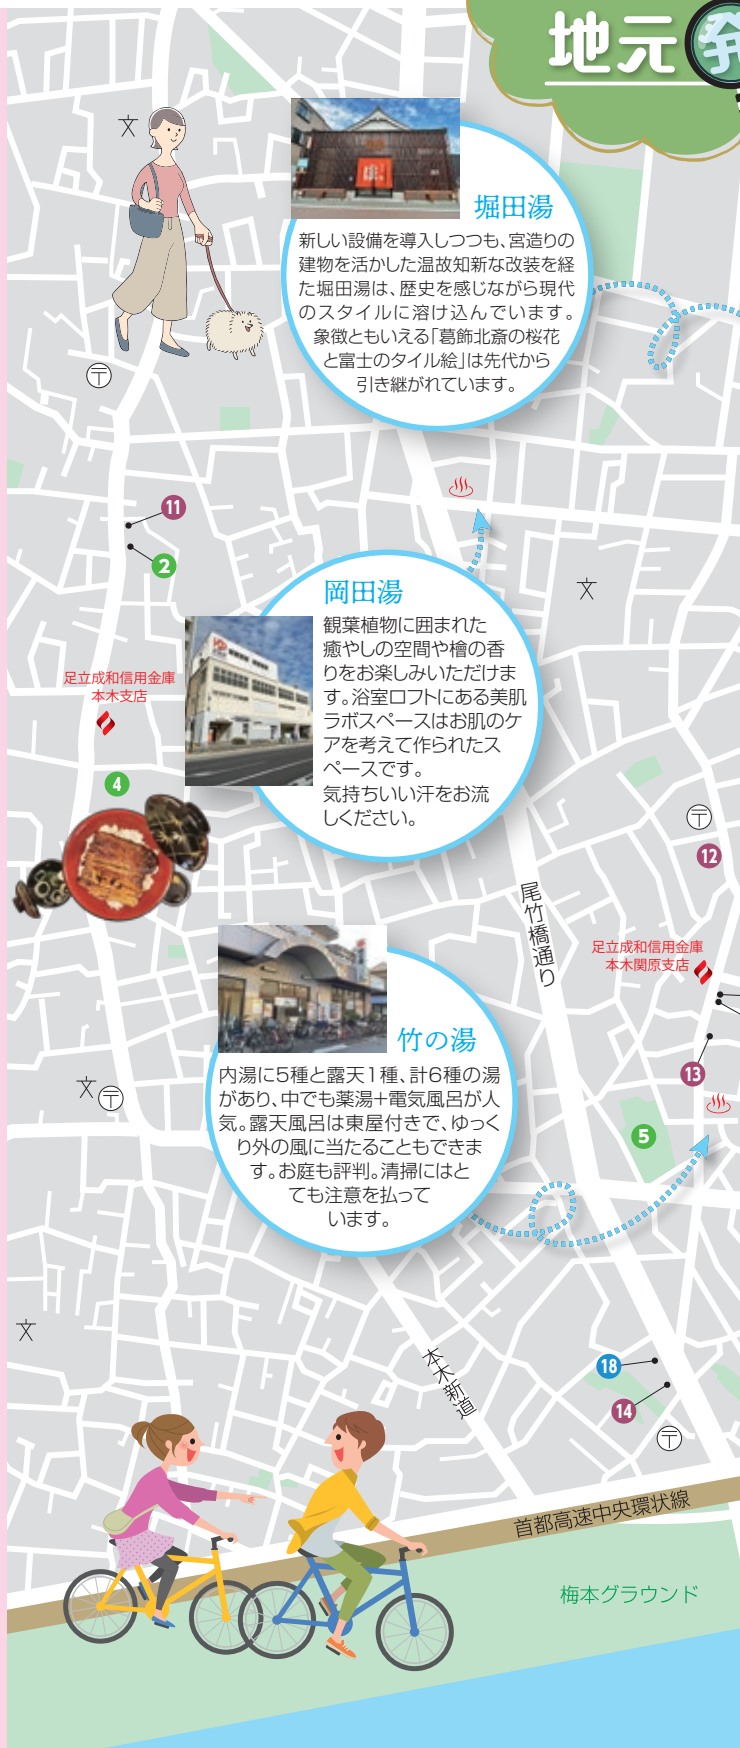 地元発
堀田湯
新しい設備を導入しつつも、宮造りの
建物を活かした温故知新な改装を経
た堀田湯は、歴史を感じながら現代
のスタイルに溶け込んでいます。
象徴ともいえる「葛飾北斎の桜花
と富士のタイル絵」は先代から
引き継がれています。
文
〒
11
2
岡田湯
観葉植物に囲まれた
癒やしの空間や檜の香
りをお楽しみいただけま
す。浴室ロフトにある美肌
ラボスペースはお肌のケ
アを考えて作られたス
ペースです。
気持ちいい汗をお流
しください。
文
足立成和信用金庫
本木支店
4
〒
12
尾竹橋通り
足立成和信用金庫
本木関原支店
竹の湯
内湯に5種と露天1種、計6種の湯
があり、中でも薬湯+電気風呂が人
気。露天風呂は東屋付きで、ゆっく
り外の風に当たることもできま
す。お庭も評判。清掃にはと
ても注意を払って
います。
文
〒
13
5
文
本木新道
18
14
〒
首都高速中央環状線
梅本グラウンド